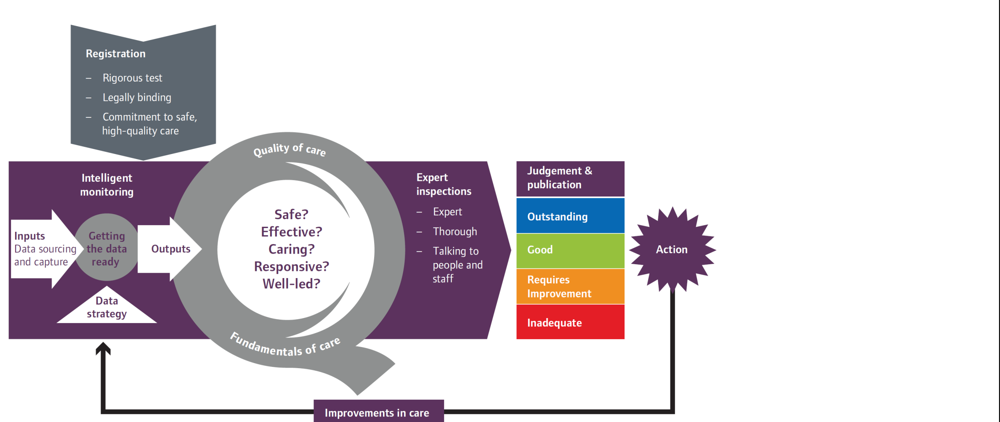 Registration
– Rigorous test
– Legally binding
– Commitment to safe,
high-quality care
Intelligent
monitoring
Inputs
Data sourcing
and capture
Getting
the data
ready
Outputs
Data
strategy
Quality of care
Safe?
Effective?
Caring?
Responsive?
Well-led?
Fundamentals of care
Expert
inspections
– Expert
– Thorough
– Talking to
people and
staff
Judgement &
publication
Outstanding
Good
Requires
Improvement
Inadequate
Action
Improvements in care